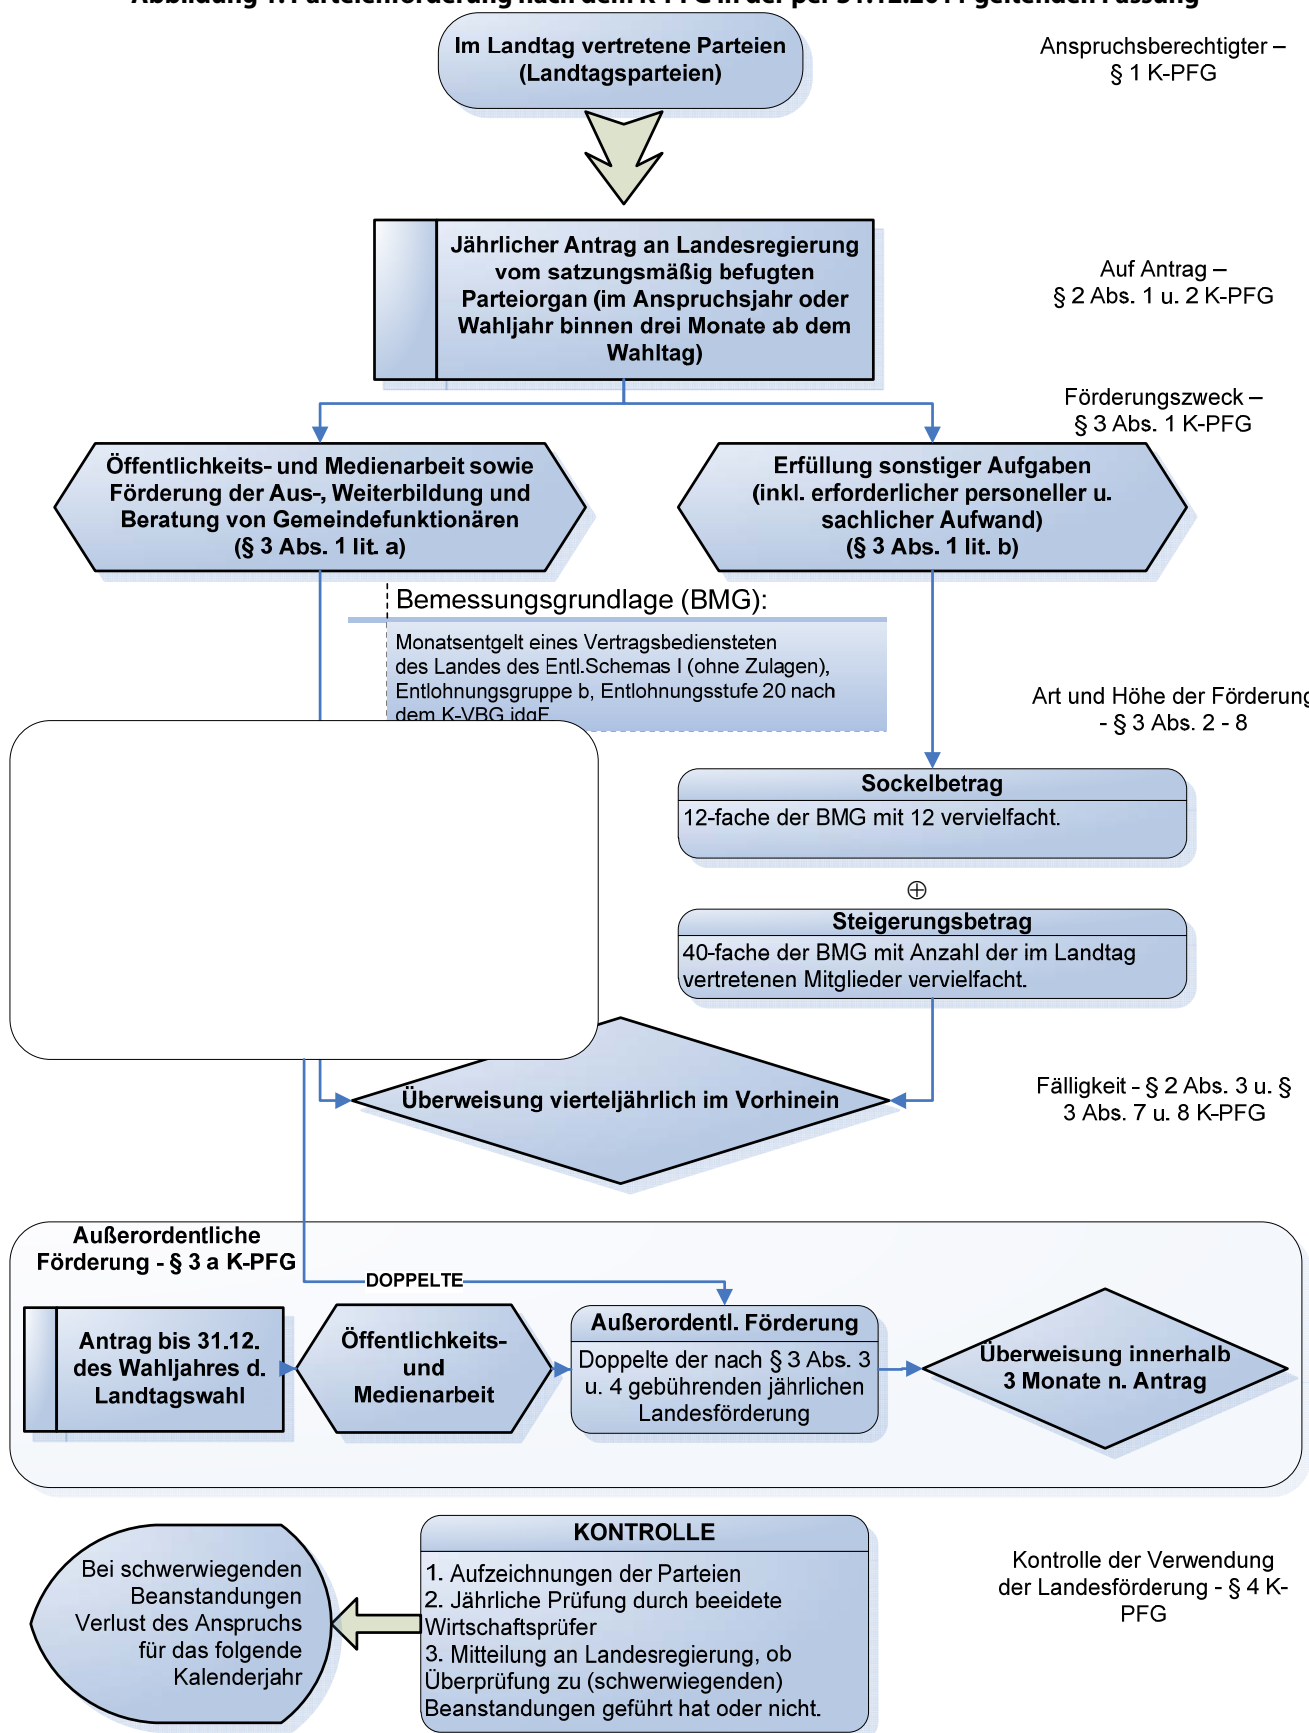 Im Landtag vertretene Parteien
(Landtagsparteien)
Anspruchsberechtigter –
§ 1 K-PFG
Jährlicher Antrag an Landesregierung
vom satzungsmäßig befugten
Parteiorgan (im Anspruchsjahr oder
Wahljahr binnen drei Monate ab dem
Wahltag)
Auf Antrag –
§ 2 Abs. 1 u. 2 K-PFG
Förderungszweck –
§ 3 Abs. 1 K-PFG
Öffentlichkeits- und Medienarbeit sowie
Förderung der Aus-, Weiterbildung und
Beratung von Gemeindefunktionären
(§ 3 Abs. 1 lit. a)
Erfüllung sonstiger Aufgaben
(inkl. erforderlicher personeller u.
sachlicher Aufwand)
(§ 3 Abs. 1 lit. b)
Bemessungsgrundlage (BMG):
Monatsentgelt eines Vertragsbediensteten
des Landes des Entl.Schemas I (ohne Zulagen),
Entlohnungsgruppe b, Entlohnungsstufe 20 nach
dem K-VBG idgF
Art und Höhe der Förderung
- § 3 Abs. 2 - 8
Sockelbetrag
12-fache der BMG mit 12 vervielfacht.
⊕
Steigerungsbetrag
40-fache der BMG mit Anzahl der im Landtag
vertretenen Mitglieder vervielfacht.
Überweisung vierteljährlich im Vorhinein
Fälligkeit - § 2 Abs. 3 u. §
3 Abs. 7 u. 8 K-PFG
Außerordentliche
Förderung - § 3 a K-PFG
DOPPELTE
Antrag bis 31.12.
des Wahljahres d.
Landtagswahl
Öffentlichkeits-
und
Medienarbeit
Außerordentl. Förderung
Doppelte der nach § 3 Abs. 3
u. 4 gebührenden jährlichen
Landesförderung
Überweisung innerhalb
3 Monate n. Antrag
Bei schwerwiegenden
Beanstandungen
Verlust des Anspruchs
für das folgende
Kalenderjahr
KONTROLLE
1. Aufzeichnungen der Parteien
2. Jährliche Prüfung durch beeidete
Wirtschaftsprüfer
3. Mitteilung an Landesregierung, ob
Überprüfung zu (schwerwiegenden)
Beanstandungen geführt hat oder nicht.
Kontrolle der Verwendung
der Landesförderung - § 4 K-
PFG